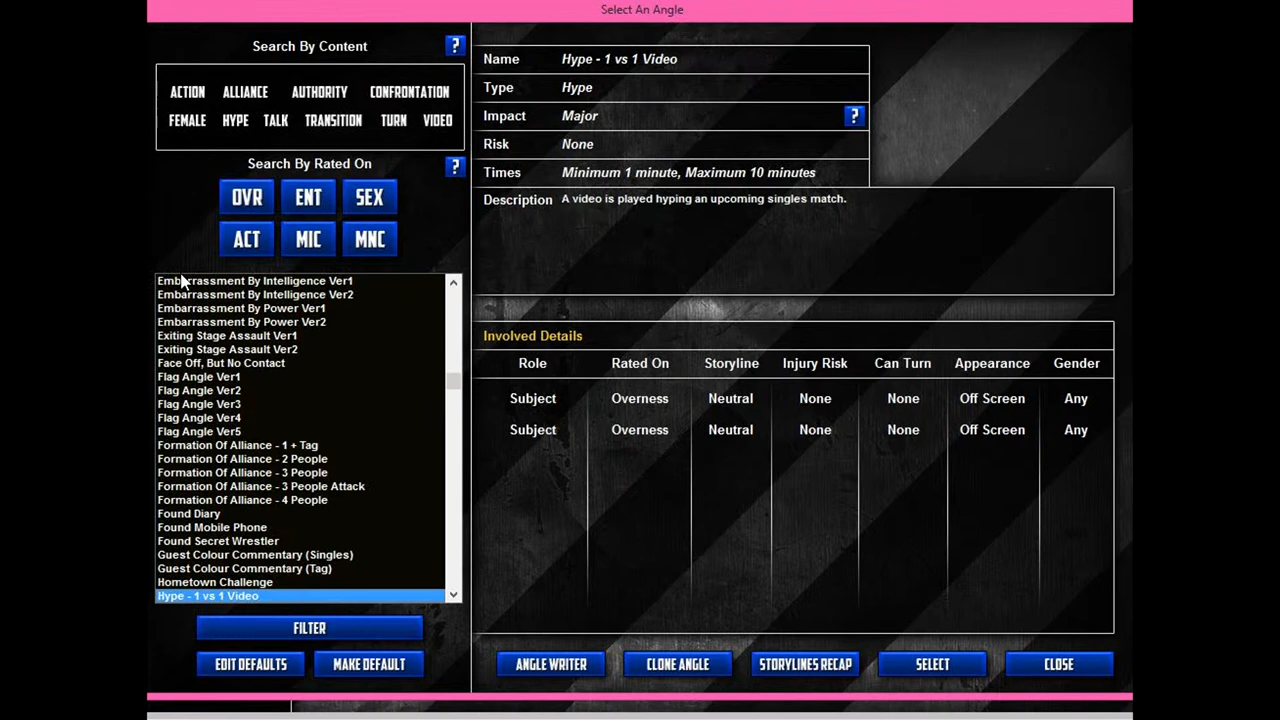 Select An Angle
Search By Content
?
ACTION ALLIANCE AUTHORITY CONFRONTATION
FEMALE HYPE TALK TRANSITION TURN VIDEO
Search By Rated On
?
OVR ENT SEX
ACT MIC MNC
Embarrassment By Intelligence Ver1
Embarrassment By Intelligence Ver2
Embarrassment By Power Ver1
Embarrassment By Power Ver2
Exiting Stage Assault Ver1
Exiting Stage Assault Ver2
Face Off, But No Contact
Flag Angle Ver1
Flag Angle Ver2
Flag Angle Ver3
Flag Angle Ver4
Flag Angle Ver5
Formation Of Alliance - 1 + Tag
Formation Of Alliance - 2 People
Formation Of Alliance - 3 People
Formation Of Alliance - 3 People Attack
Formation Of Alliance - 4 People
Found Diary
Found Mobile Phone
Found Secret Wrestler
Guest Colour Commentary (Singles)
Guest Colour Commentary (Tag)
Hometown Challenge
Hype - 1 vs 1 Video
FILTER
EDIT DEFAULTS MAKE DEFAULT
Name Hype - 1 vs 1 Video
Type Hype
Impact Major ?
Risk None
Times Minimum 1 minute, Maximum 10 minutes
Description A video is played hyping an upcoming singles match.
Involved Details
Role Rated On Storyline Injury Risk Can Turn Appearance Gender
Subject Overness Neutral None None Off Screen Any
Subject Overness Neutral None None Off Screen Any
ANGLE WRITER CLONE ANGLE STORYLINES RECAP SELECT CLOSE